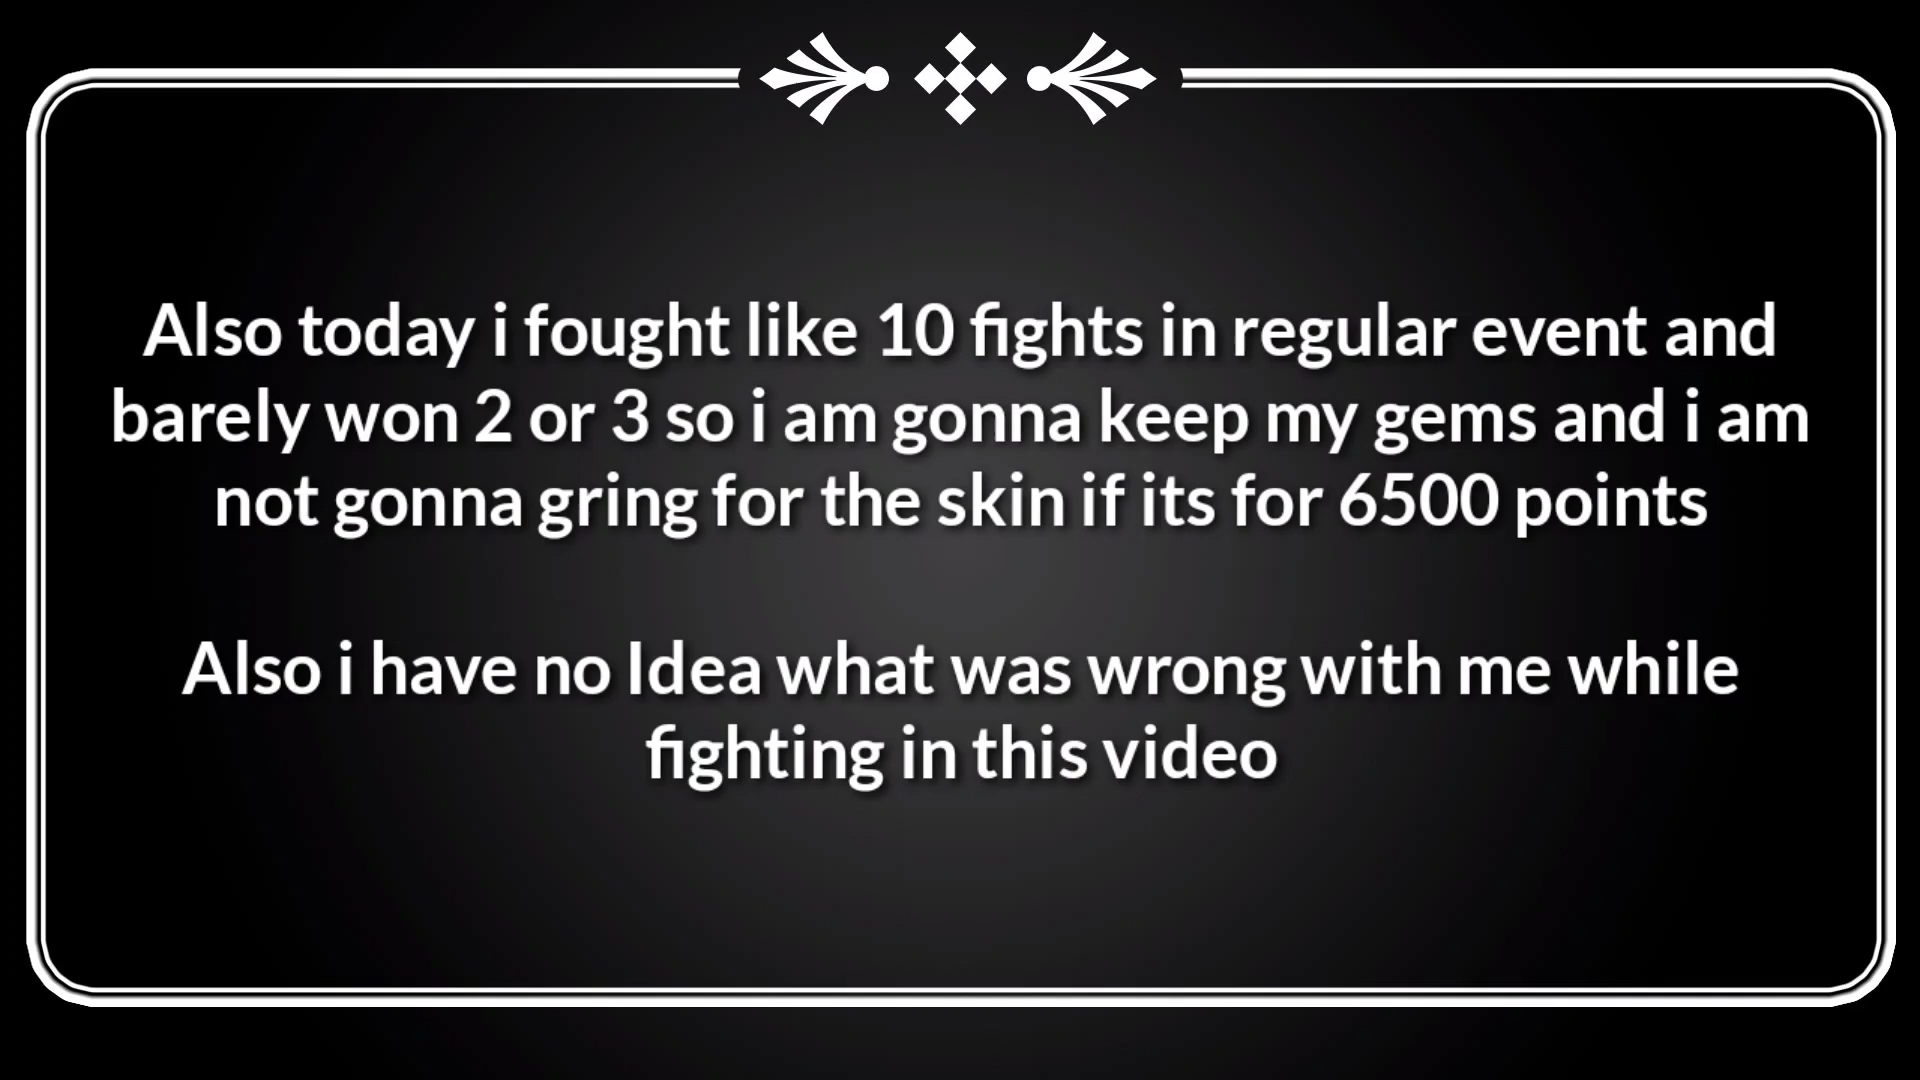 Also today i fought like 10 fights in regular event and
barely won 2 or 3 so i am gonna keep my gems and i am
not gonna gring for the skin if its for 6500 points
Also i have no Idea what was wrong with me while
fighting in this video